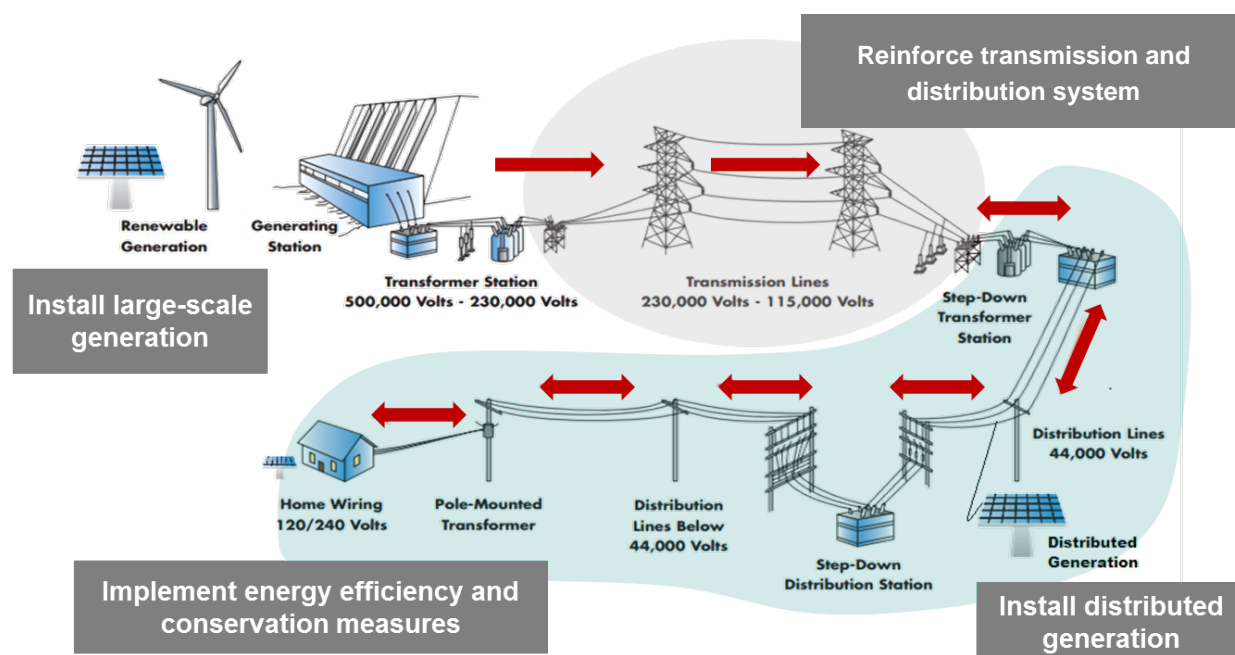 Reinforce transmission and
distribution system
Renewable
Generation
Generating
Station
Install large-scale
generation
Transformer Station
500,000 Volts - 230,000 Volts
Transmission Lines
230,000 Volts - 115,000 Volts
Step-Down
Transformer
Station
Distribution Lines
44,000 Volts
Home Wiring
120/240 Volts
Pole-Mounted
Transformer
Distribution
Lines Below
44,000 Volts
Step-Down
Distribution Station
Distributed
Generation
Implement energy efficiency and
conservation measures
Install distributed
generation